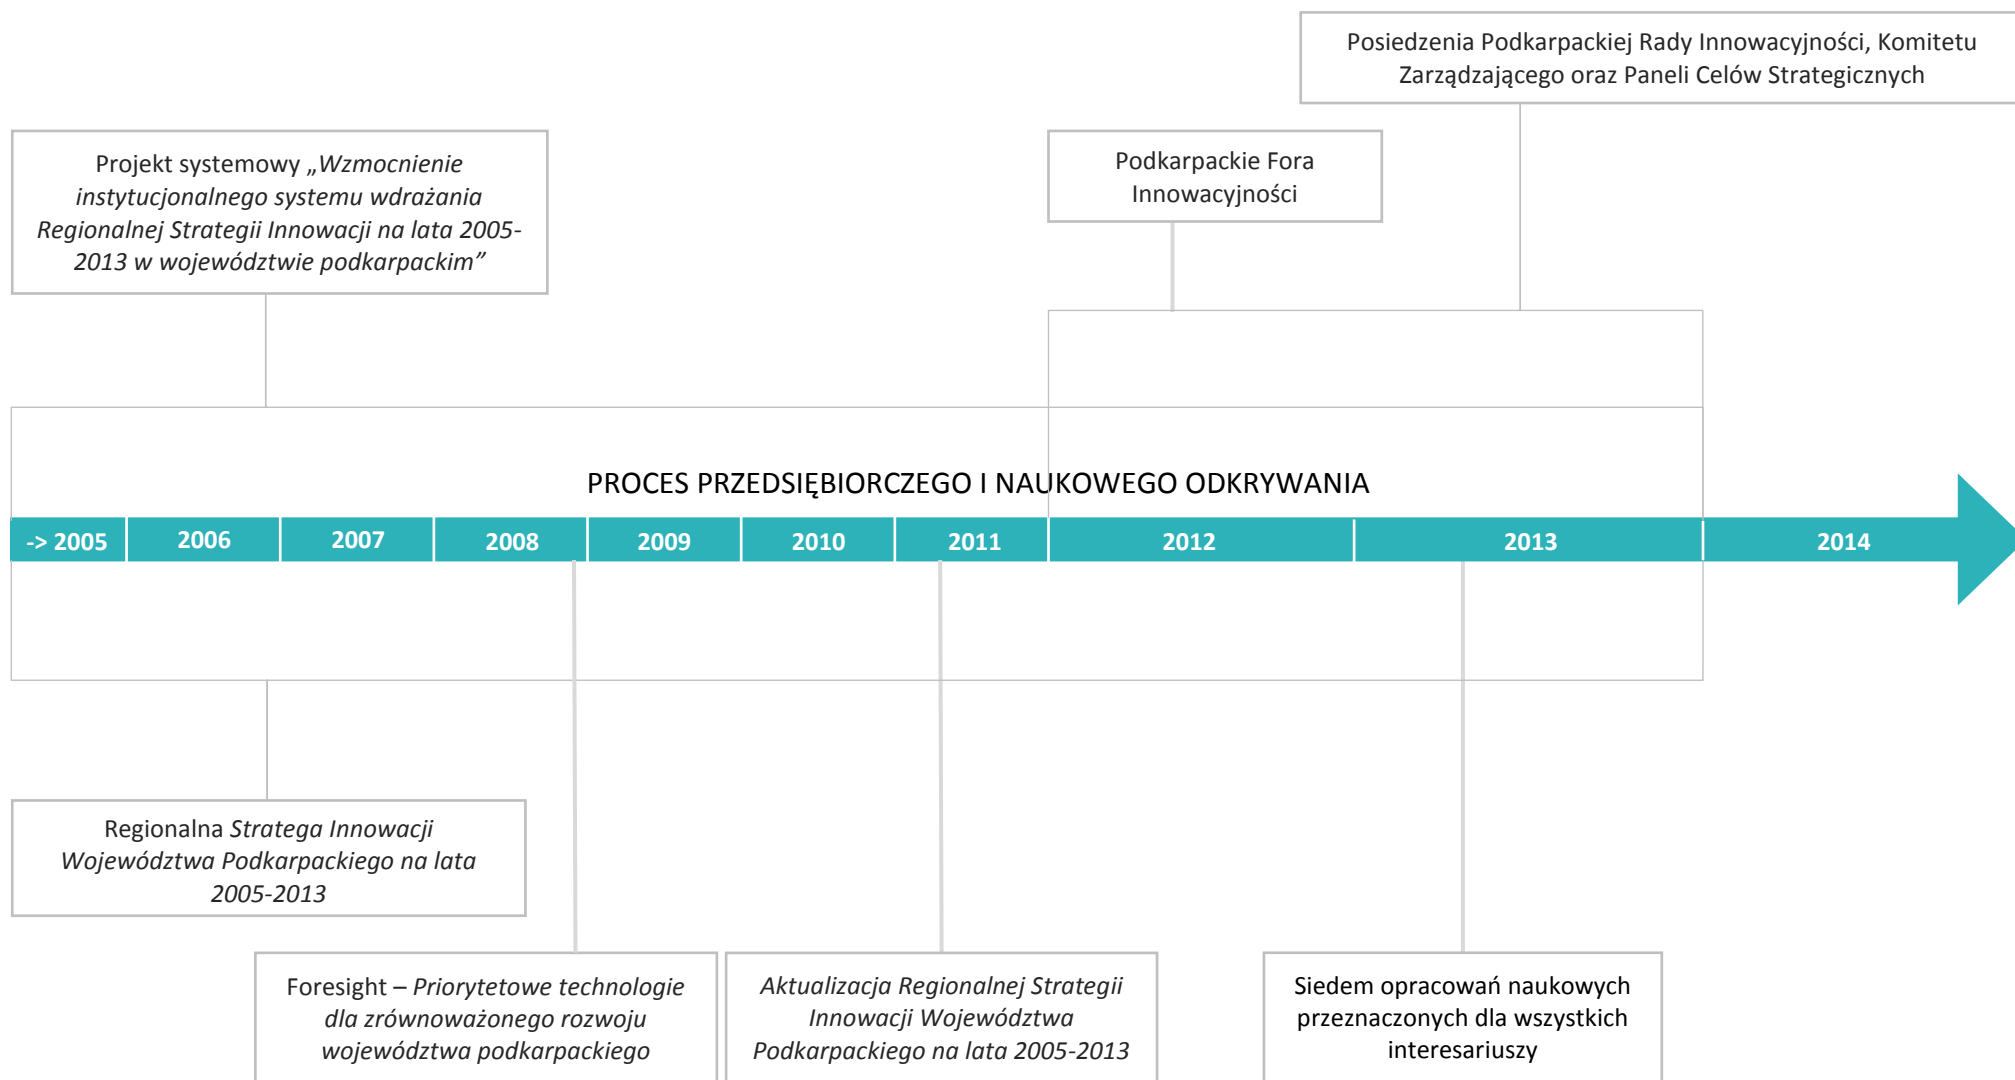 Posiedzenia Podkarpackiej Rady Innowacyjności, Komitetu
Zarządzającego oraz Paneli Celów Strategicznych
Projekt systemowy „Wzmocnienie
instytucjonalnego systemu wdrażania
Regionalnej Strategii Innowacji na lata 2005-
2013 w województwie podkarpackim”
Podkarpackie Fora
Innowacyjności
PROCES PRZEDSIĘBIORCZEGO I NAUKOWEGO ODKRYWANIA
-> 2005 2006 2007 2008 2009 2010 2011 2012 2013 2014
Regionalna Stratega Innowacji
Województwa Podkarpackiego na lata
2005-2013
Foresight – Priorytetowe technologie
dla zrównoważonego rozwoju
województwa podkarpackiego
Aktualizacja Regionalnej Strategii
Innowacji Województwa
Podkarpackiego na lata 2005-2013
Siedem opracowań naukowych
przeznaczonych dla wszystkich
interesariuszy